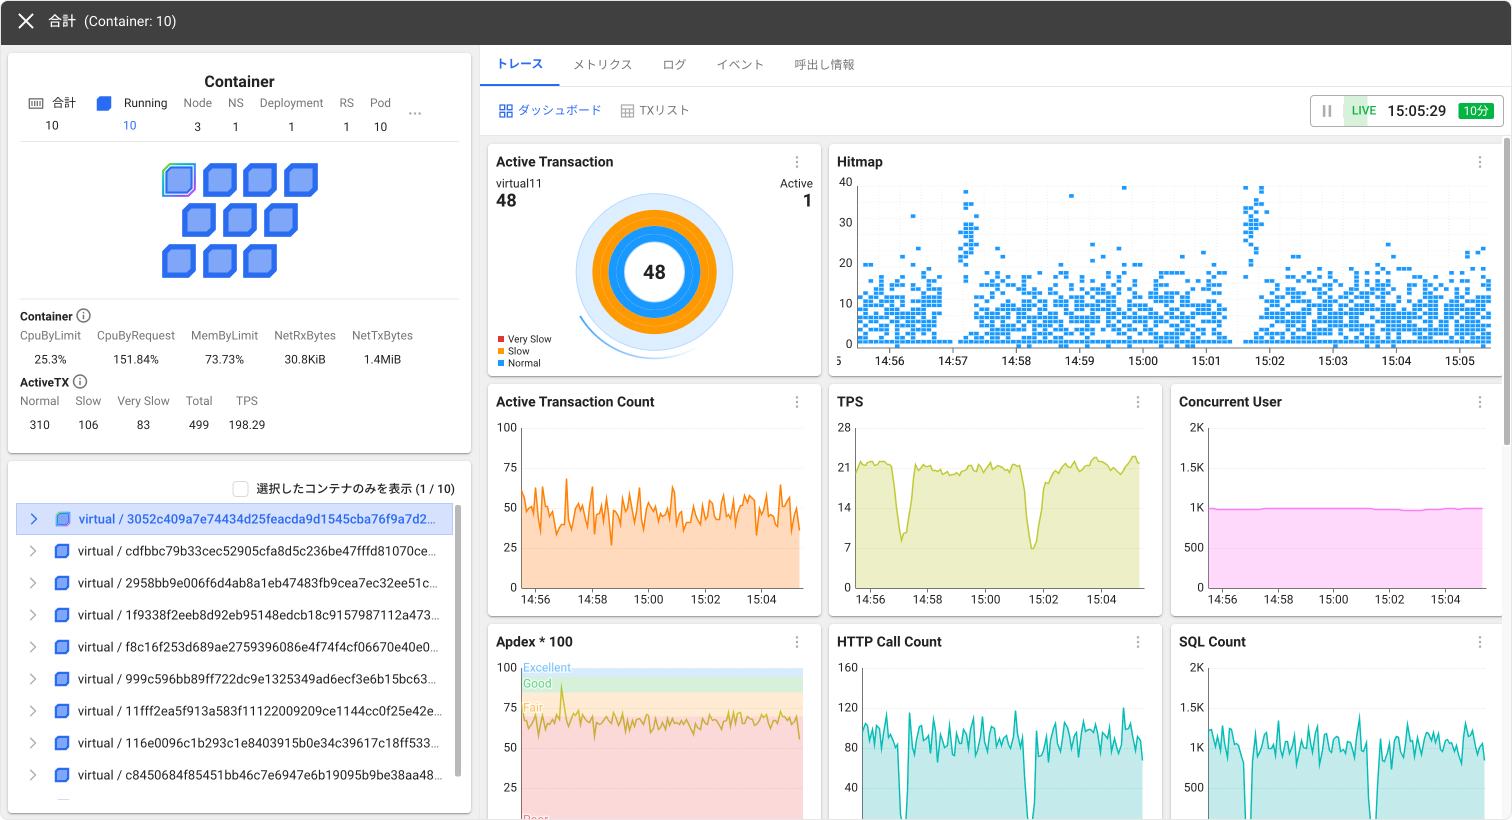 合計 (Container: 10)
Container
合計 Running Node NS Deployment RS Pod ...
10 10 3 1 1 1 10
Container
CpuByLimit CpuByRequest MemByLimit NetRxBytes NetTxBytes
25.3% 151.84% 73.73% 30.8KiB 1.4MiB
ActiveTX
Normal Slow Very Slow Total TPS
310 106 83 499 198.29
選択したコンテナのみを表示 (1 / 10)
virtual / 3052c409a7e74434d25feacda9d1545cba76f9a7d2...
virtual / cdfbbc79b33cec52905cfa8d5c236be47fffd81070ce...
virtual / 2958bb9e006f6d4ab8a1eb47483fb9cea7ec32ee51c...
virtual / 1f9338f2eeb8d92eb95148edcb18c9157987112a473...
virtual / f8c16f253d689ae2759396086e4f74f4cf06670e40e0...
virtual / 999c596bb89ff722dc9e1325349ad6ecf3e6b15bc63...
virtual / 11fff2ea5f913a583f11122009209ce1144cc0f25e42e...
virtual / 116e0096c1b293c1e8403915b0e34c39617c18ff533...
virtual / c8450684f85451bb46c7e6947e6b19095b9be38aa48...
トレース メトリクス ログ イベント 呼出し情報
ダッシュボード TXリスト
LIVE 15:05:29 10分
Active Transaction
virtual11 Active
48 1
48
Very Slow
Slow
Normal
Hitmap
40
30
20
10
0
5 14:56 14:57 14:58 14:59 15:00 15:01 15:02 15:03 15:04 15:05
Active Transaction Count
100
75
50
25
0
14:56 14:58 15:00 15:02 15:04
TPS
28
21
14
7
0
14:56 14:58 15:00 15:02 15:04
Concurrent User
2K
1.5K
1K
500
0
14:56 14:58 15:00 15:02 15:04
Apdex * 100
100
75
50
25
Excellent
Good
Fair
Poor
HTTP Call Count
160
120
80
40
SQL Count
2K
1.5K
1K
500